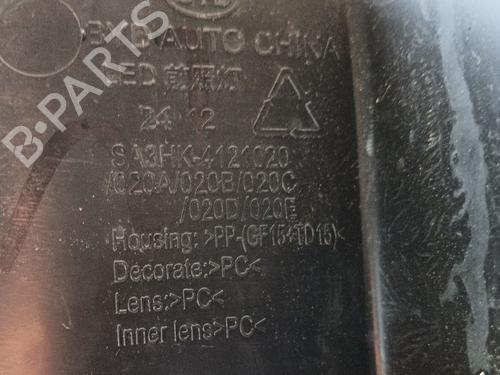 BYD AUTO CHINA
LED 前照灯
24 12
SA3HK-4121020
/020A/020B/020C
/020D/020E
Housing:>PP-(GF15+TD15)<
Decorate:>PC<
Lens:>PC<
Inner lens>PC<
B-PARTS